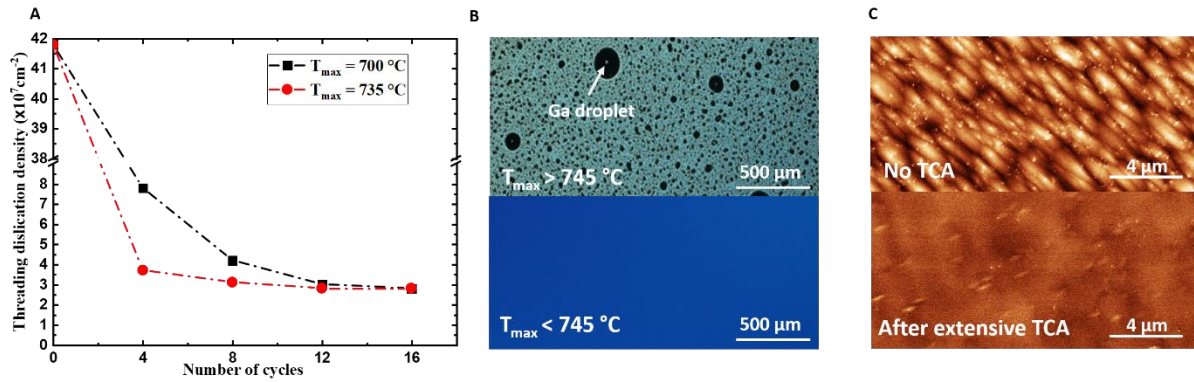 A
Threading dislication density (x10⁷cm⁻²)
42
41
40
39
38
8
7
6
5
4
3
2
1
0
0 4 8 12 16
Number of cycles
T_max = 700 °C
T_max = 735 °C
B
Ga droplet
T_max > 745 °C
500 µm
T_max < 745 °C
500 µm
C
No TCA
4 µm
After extensive TCA
4 µm